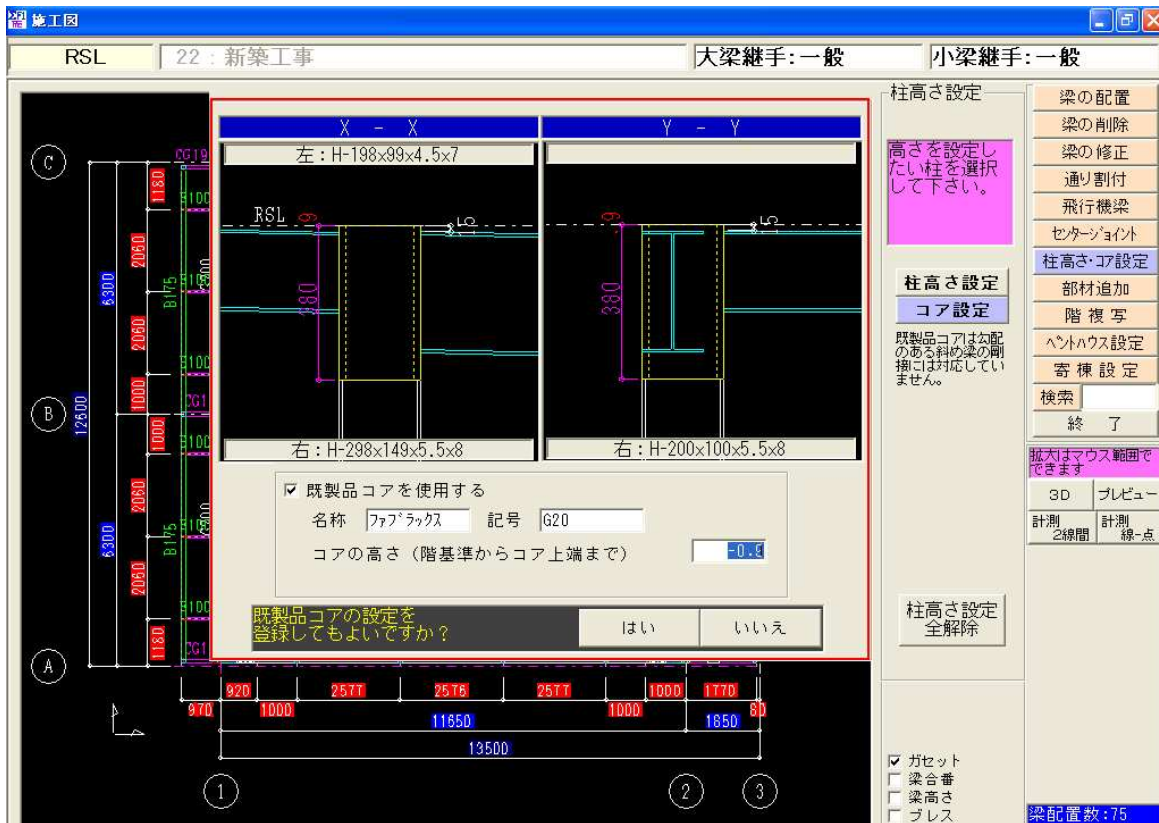 施工図
RSL
22 : 新築工事
大梁継手:一般
小梁継手:一般
X - X
左：H-198x99x4.5x7
RSL
9
15
380
右：H-298x149x5.5x8
Y - Y
9
15
380
右：H-200x100x5.5x8
既製品コアを使用する
名称 ﾌｧﾌﾞﾗｯｸｽ 記号 G20
コアの高さ（階基準からコア上端まで）
既製品コアの設定を
登録してもよいですか？
はい
いいえ
C
B
A
CG19
1180
2060
6300
B175
2060
1000
12600
CG1
1000
6300
B175
2060
1180
CG1
920
2577
2576
2577
1000
1770
970
1000
1000
80
11650
1850
13500
1
2
3
柱高さ設定
高さを設定し
たい柱を選択
して下さい。
柱高さ設定
コア設定
既製品コアは勾配
のある斜め梁の剛
接には対応してい
ません。
柱高さ設定
全解除
ガセット
梁合番
梁高さ
ブレス
梁の配置
梁の削除
梁の修正
通り割付
飛行機梁
ｾﾝﾀｰｼﾞｮｲﾝﾄ
柱高さ･コア設定
部材追加
階 複 写
ﾍﾟﾝﾄﾊｳｽ設定
寄 棟 設 定
検索
終 了
拡大はマウス範囲で
できます
3D
プレビュー
計測
2線間
計測
線-点
梁配置数:75